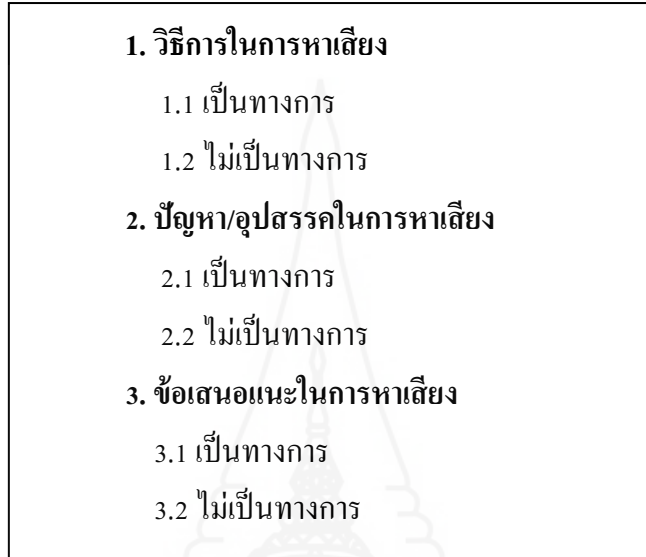 1. วิธีการในการหาเสียง
1.1 เป็นทางการ
1.2 ไม่เป็นทางการ
2. ปัญหา/อุปสรรคในการหาเสียง
2.1 เป็นทางการ
2.2 ไม่เป็นทางการ
3. ข้อเสนอแนะในการหาเสียง
3.1 เป็นทางการ
3.2 ไม่เป็นทางการ